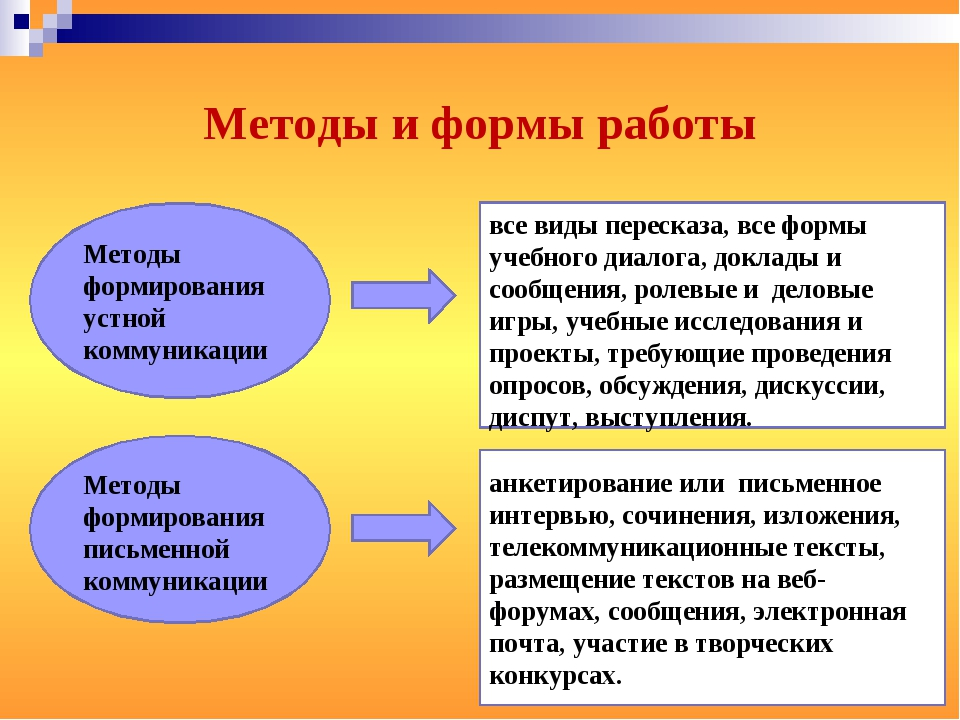 Методы и формы работы
Методы
формирования
устной
коммуникации
все виды пересказа, все формы
учебного диалога, доклады и
сообщения, ролевые и деловые
игры, учебные исследования и
проекты, требующие проведения
опросов, обсуждения, дискуссии,
диспут, выступления.
Методы
формирования
письменной
коммуникации
анкетирование или письменное
интервью, сочинения, изложения,
телекоммуникационные тексты,
размещение текстов на веб-
форумах, сообщения, электронная
почта, участие в творческих
конкурсах.